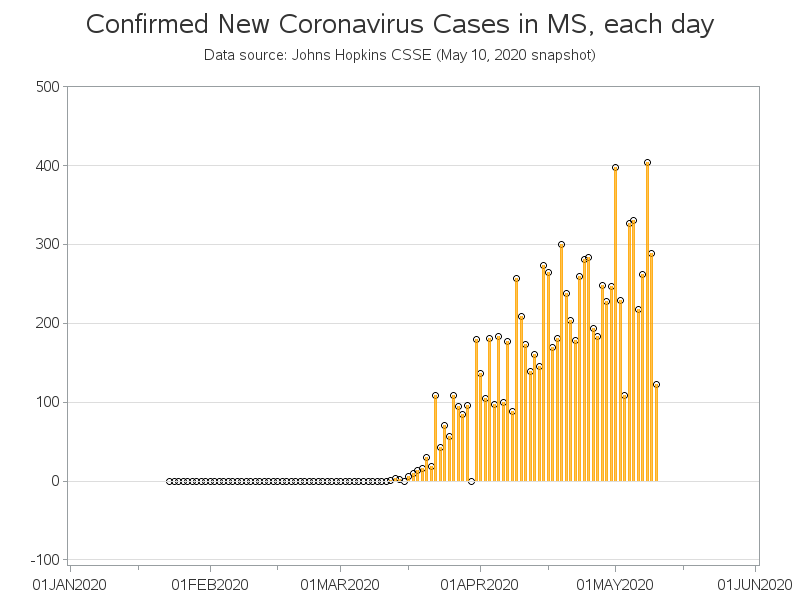 Confirmed New Coronavirus Cases in MS, each day
Data source: Johns Hopkins CSSE (May 10, 2020 snapshot)
500
400
300
200
100
0
-100
01JAN2020 01FEB2020 01MAR2020 01APR2020 01MAY2020 01JUN2020